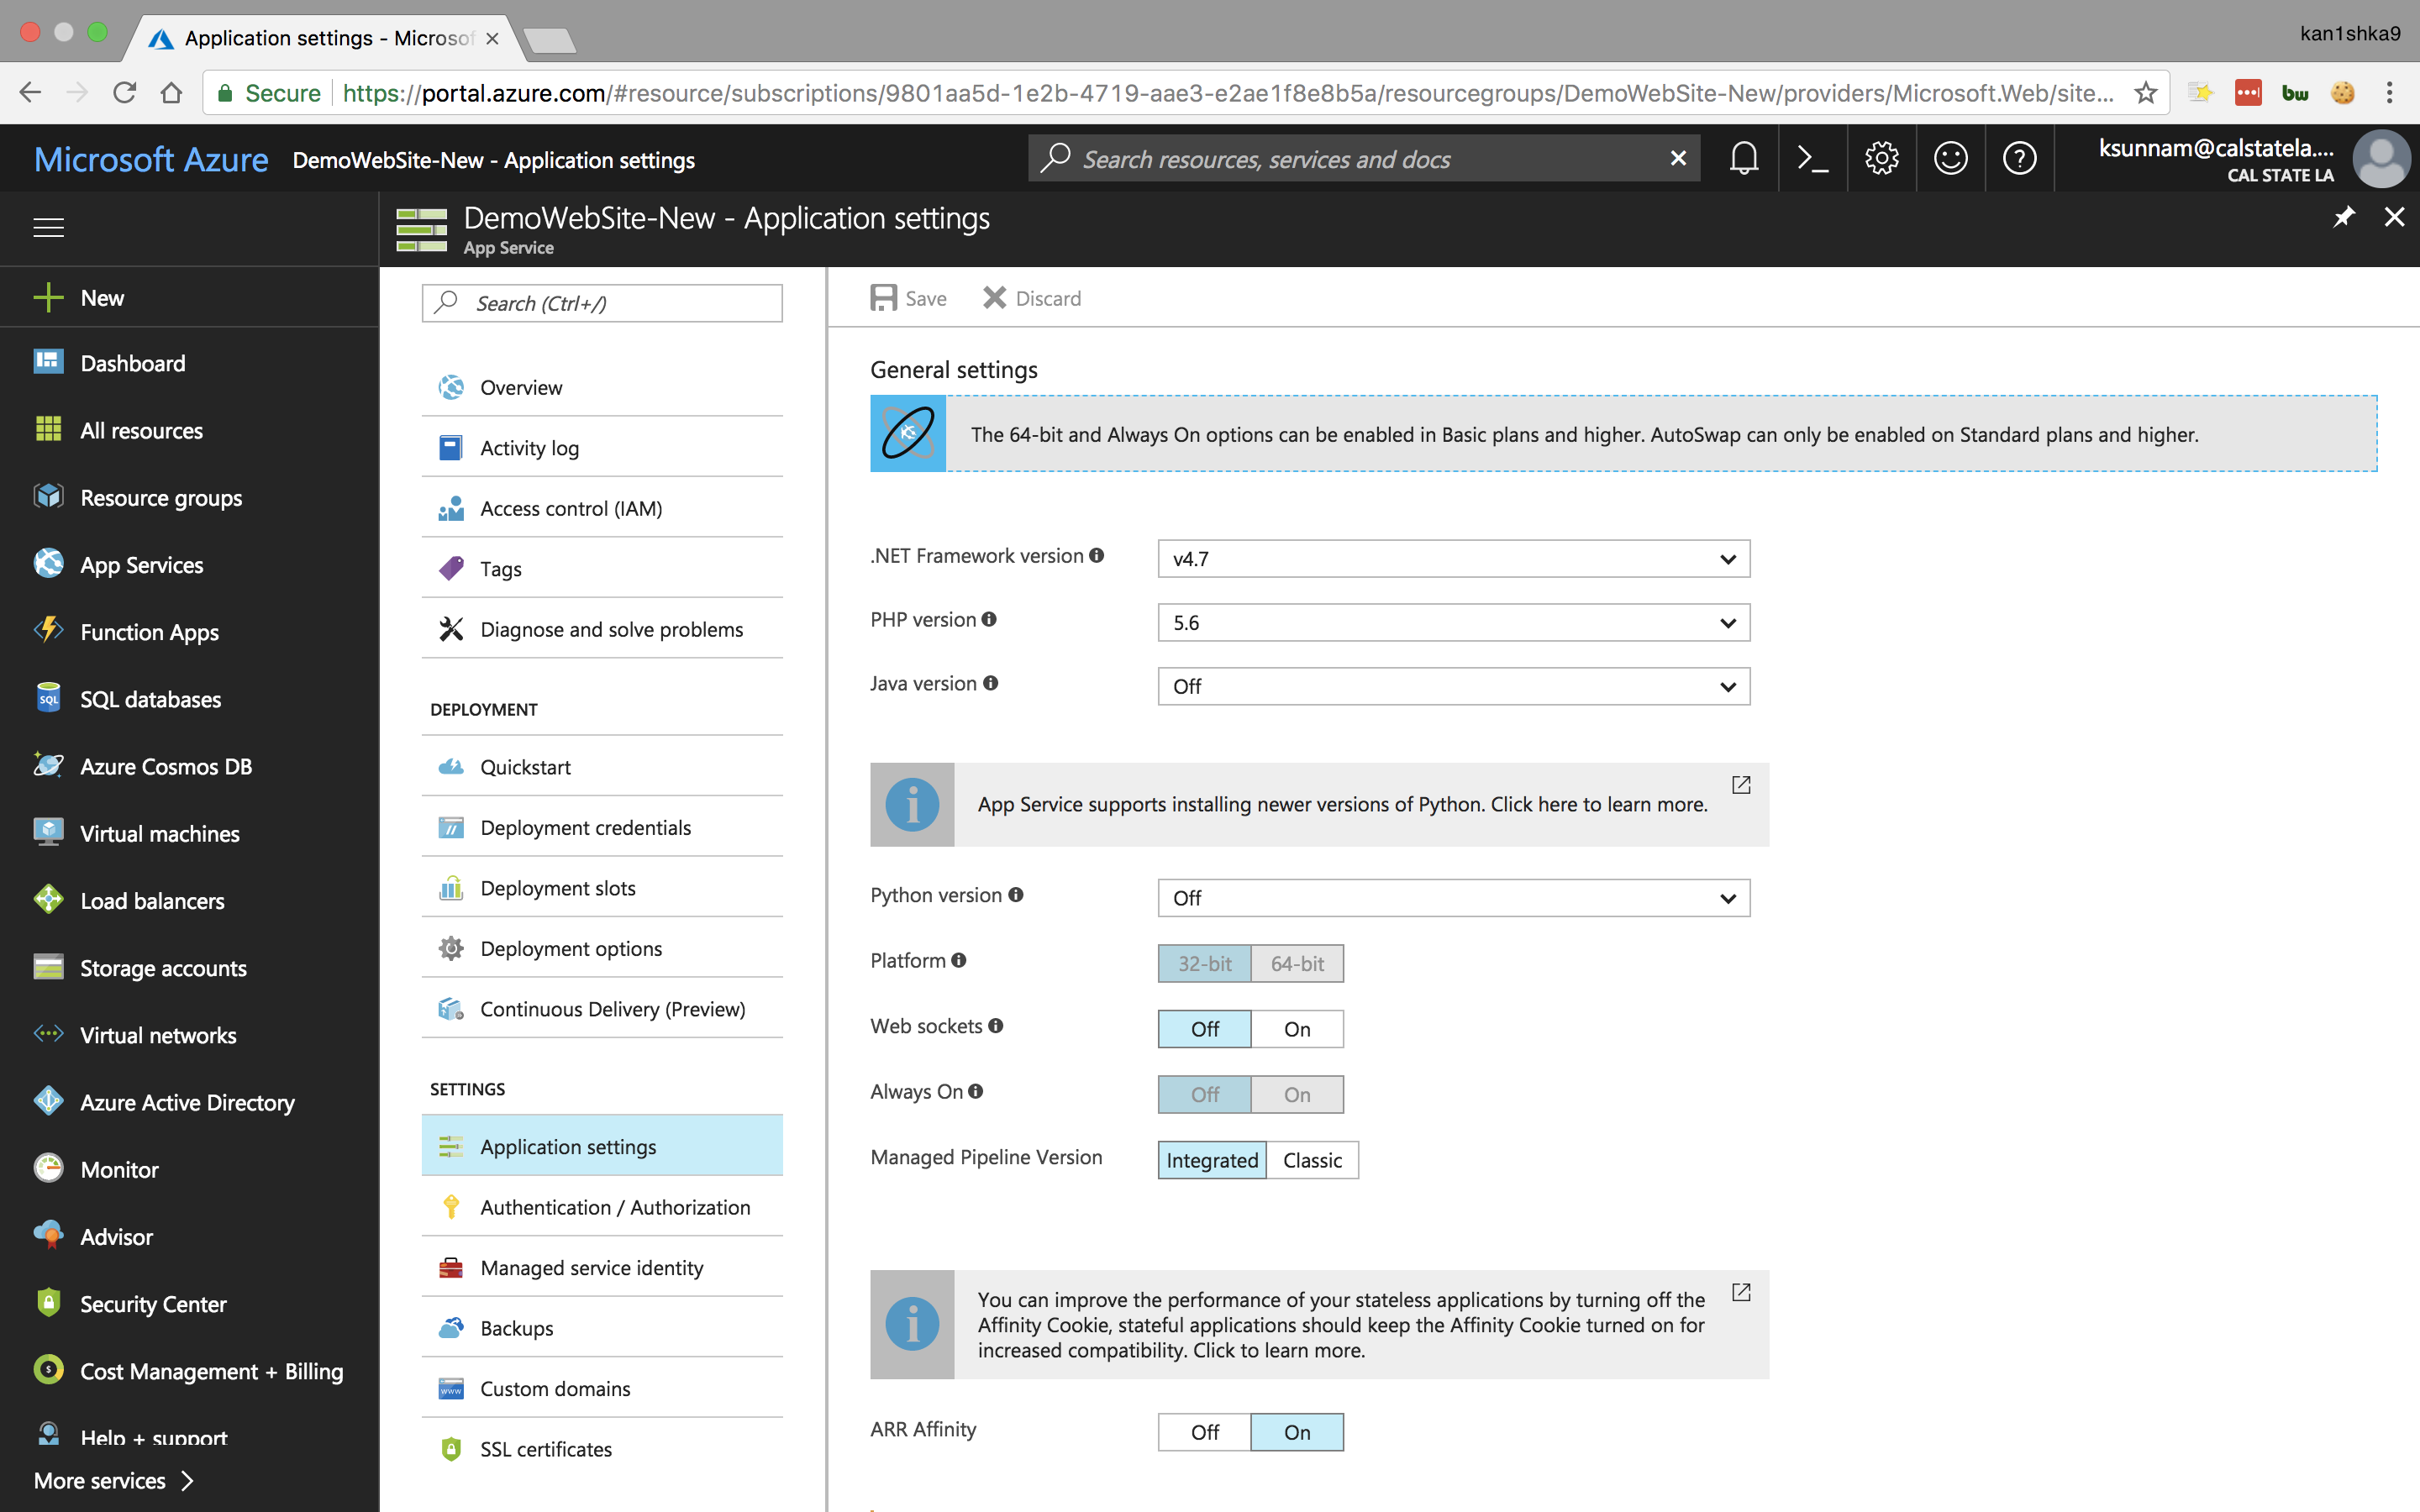 Application settings - Microsof
kan1shka9
Secure https://portal.azure.com/#resource/subscriptions/9801aa5d-1e2b-4719-aae3-e2ae1f8e8b5a/resourcegroups/DemoWebSite-New/providers/Microsoft.Web/site...
bw
Microsoft Azure DemoWebSite-New - Application settings
Search resources, services and docs
ksunnam@calstatela....
CAL STATE LA
DemoWebSite-New - Application settings
App Service
New
Dashboard
All resources
Resource groups
App Services
Function Apps
SQL databases
Azure Cosmos DB
Virtual machines
Load balancers
Storage accounts
Virtual networks
Azure Active Directory
Monitor
Advisor
Security Center
Cost Management + Billing
Help + support
More services
Search (Ctrl+/)
Overview
Activity log
Access control (IAM)
Tags
Diagnose and solve problems
DEPLOYMENT
Quickstart
Deployment credentials
Deployment slots
Deployment options
Continuous Delivery (Preview)
SETTINGS
Application settings
Authentication / Authorization
Managed service identity
Backups
Custom domains
SSL certificates
Save Discard
General settings
The 64-bit and Always On options can be enabled in Basic plans and higher. AutoSwap can only be enabled on Standard plans and higher.
.NET Framework version v4.7
PHP version 5.6
Java version Off
App Service supports installing newer versions of Python. Click here to learn more.
Python version Off
Platform 32-bit 64-bit
Web sockets Off On
Always On Off On
Managed Pipeline Version Integrated Classic
You can improve the performance of your stateless applications by turning off the
Affinity Cookie, stateful applications should keep the Affinity Cookie turned on for
increased compatibility. Click to learn more.
ARR Affinity Off On